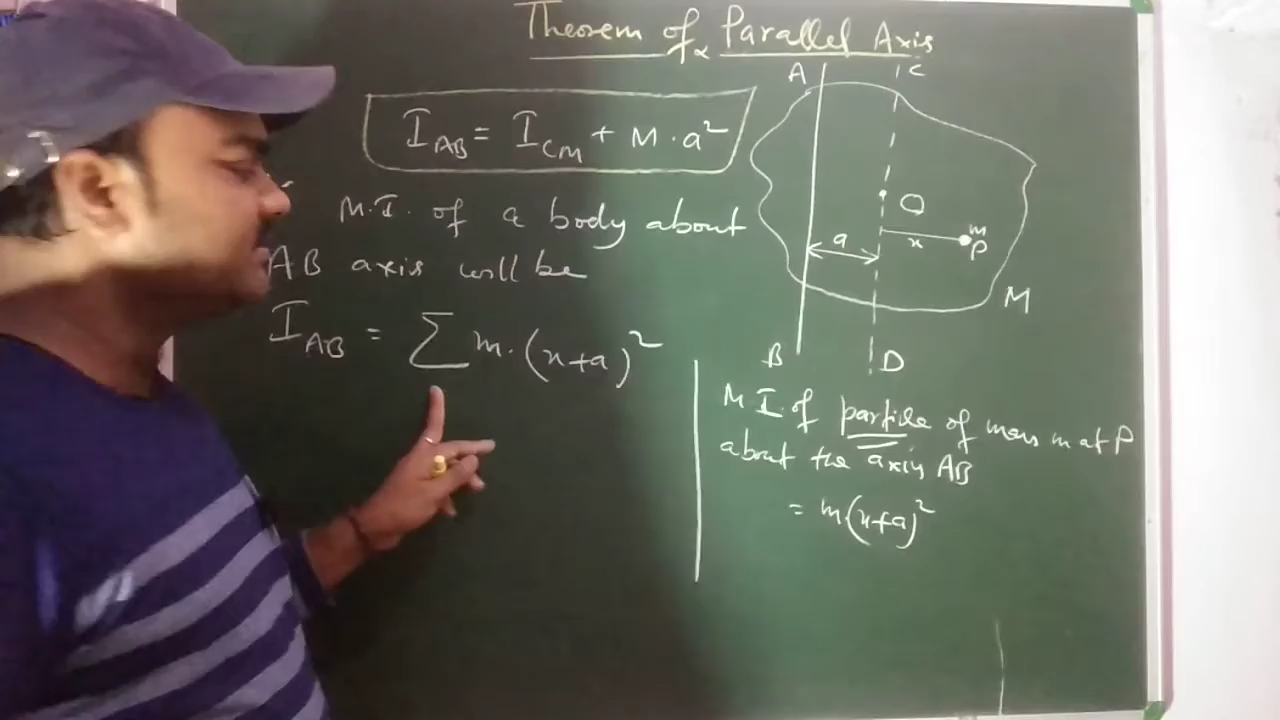 Theorem of Parallel Axis
I_AB = I_CM + M · a²
M.I. of a body about
AB axis will be
I_AB = Σ m · (x+a)²
A
C
O
m
a
x
P
M
B
D
M I. of particle of mass m at P
about the axis AB
= m(x+a)²